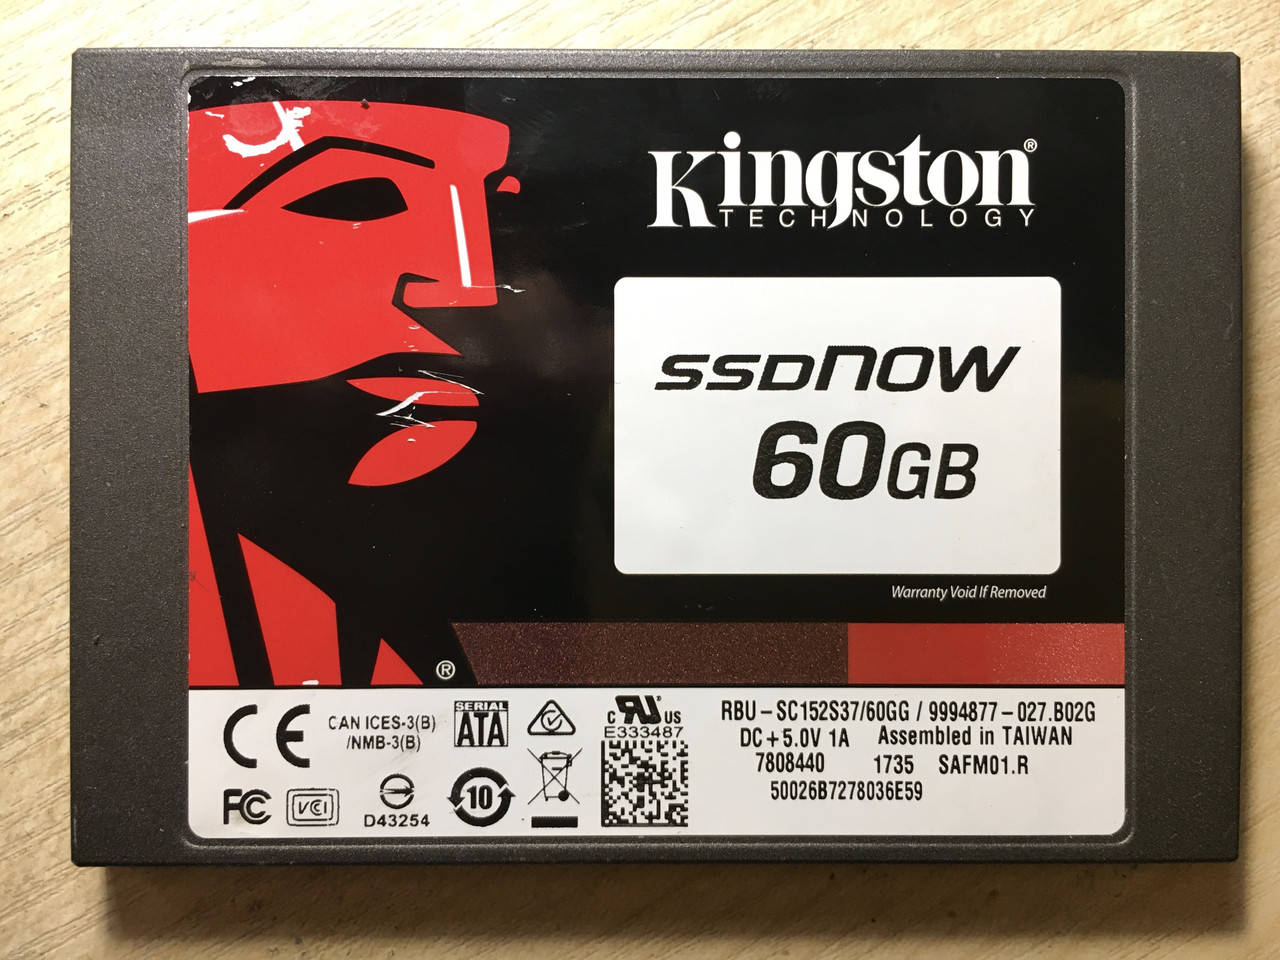 Kingston®
TECHNOLOGY
SSDNOW
60GB
Warranty Void If Removed
®
CE
CAN ICES-3(B)
/NMB-3(B)
SERIAL
ATA
c RU us
E333487
FC
VCI
D43254
10
RBU - SC152S37/60GG / 9994877-027.B02G
DC+5.0V 1A Assembled in TAIWAN
7808440 1735 SAFM01.R
50026B7278036E59